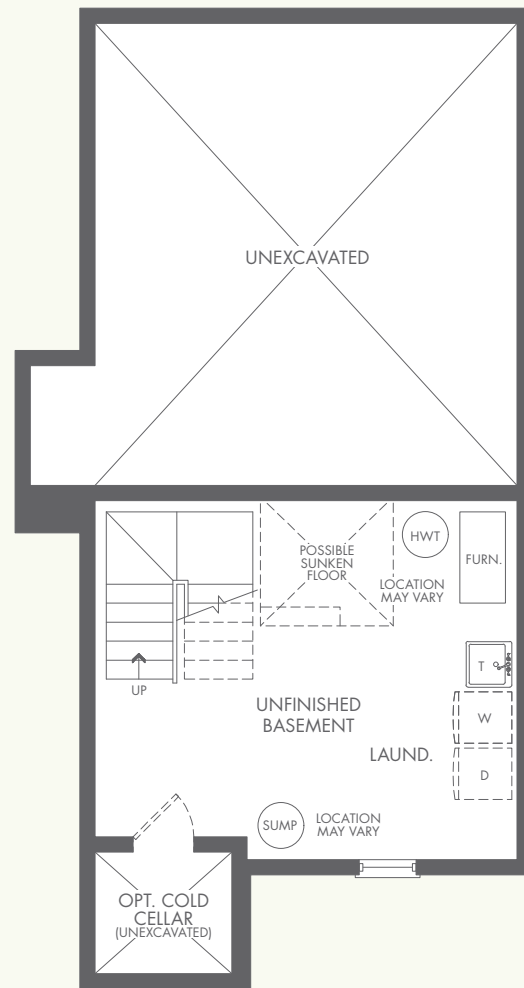 UNEXCAVATED
POSSIBLE
SUNKEN
FLOOR
HWT
FURN.
LOCATION
MAY VARY
T
UP
W
UNFINISHED
BASEMENT
LAUND.
D
SUMP
LOCATION
MAY VARY
OPT. COLD
CELLAR
(UNEXCAVATED)